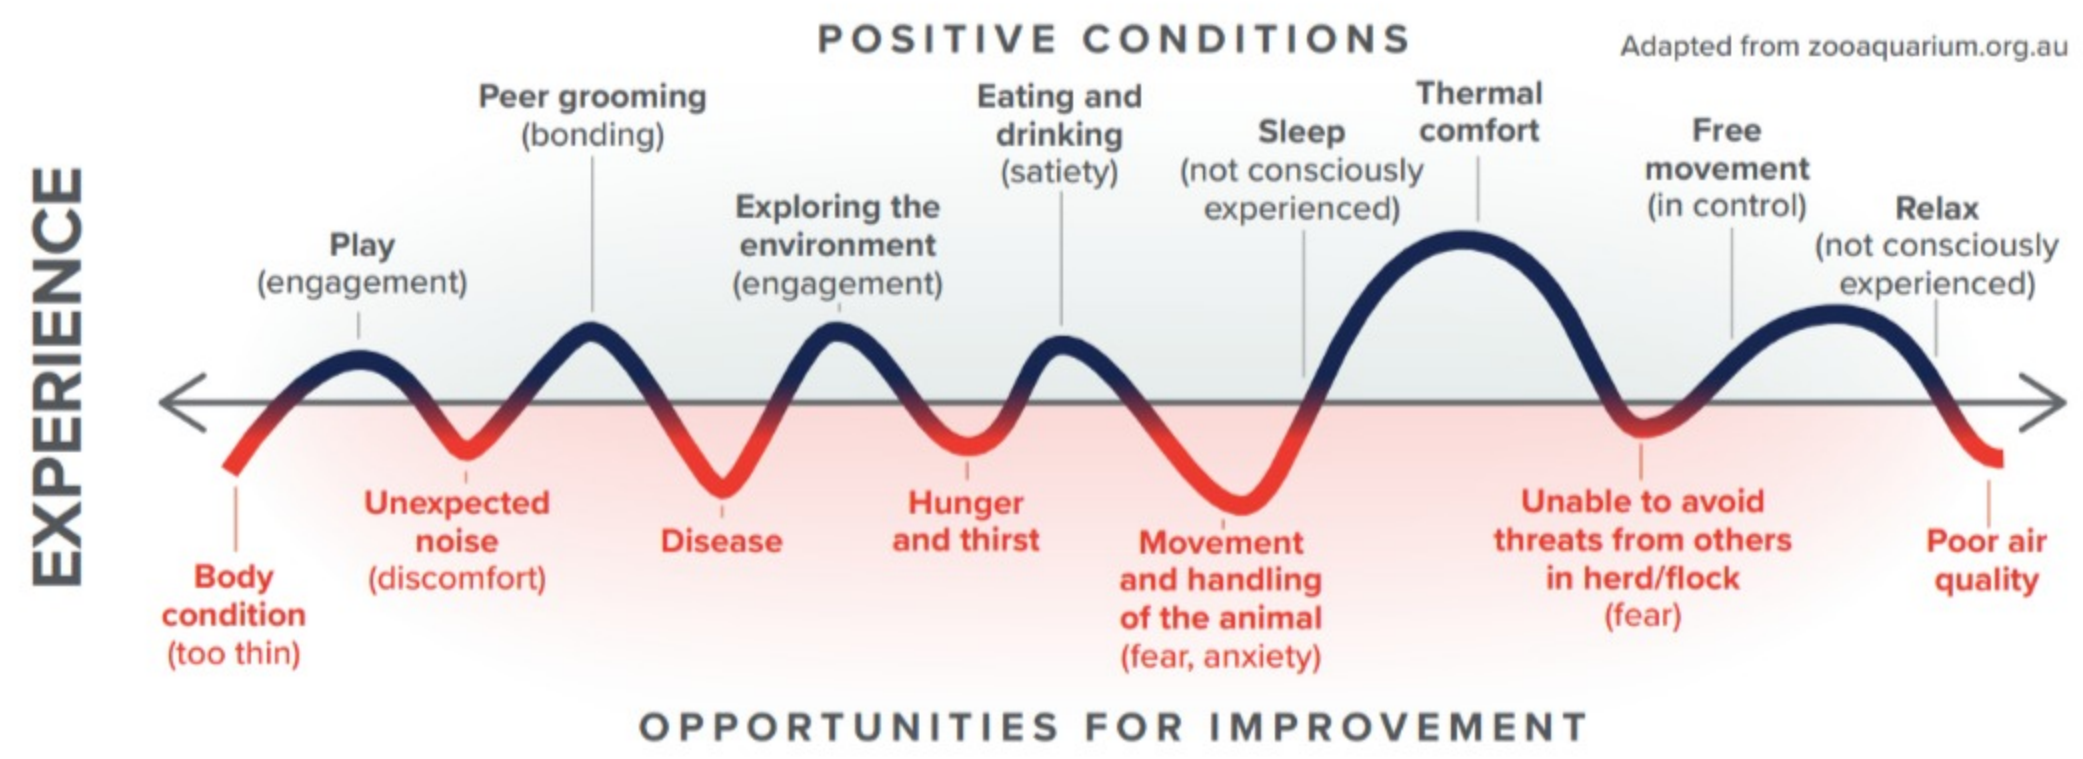 POSITIVE CONDITIONS
Adapted from zooaquarium.org.au
EXPERIENCE
Play
(engagement)
Peer grooming
(bonding)
Exploring the
environment
(engagement)
Eating and
drinking
(satiety)
Sleep
(not consciously
experienced)
Thermal
comfort
Free
movement
(in control)
Relax
(not consciously
experienced)
Body
condition
(too thin)
Unexpected
noise
(discomfort)
Disease
Hunger
and thirst
Movement
and handling
of the animal
(fear, anxiety)
Unable to avoid
threats from others
in herd/flock
(fear)
Poor air
quality
OPPORTUNITIES FOR IMPROVEMENT